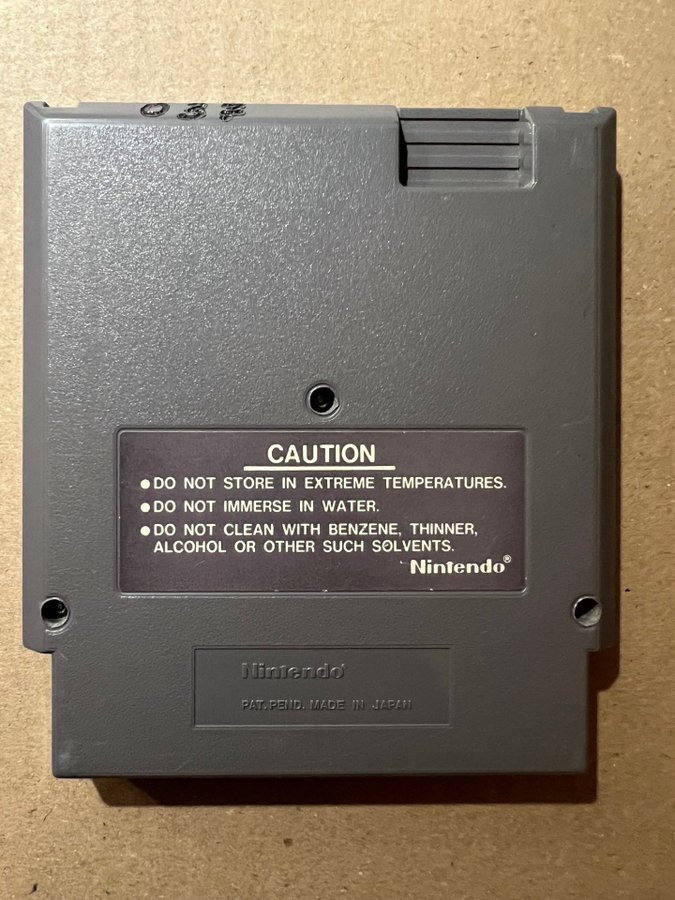 CAUTION
● DO NOT STORE IN EXTREME TEMPERATURES.
● DO NOT IMMERSE IN WATER.
● DO NOT CLEAN WITH BENZENE, THINNER,
ALCOHOL OR OTHER SUCH SOLVENTS.
Nintendo®
Nintendo®
PAT. PEND. MADE IN JAPAN